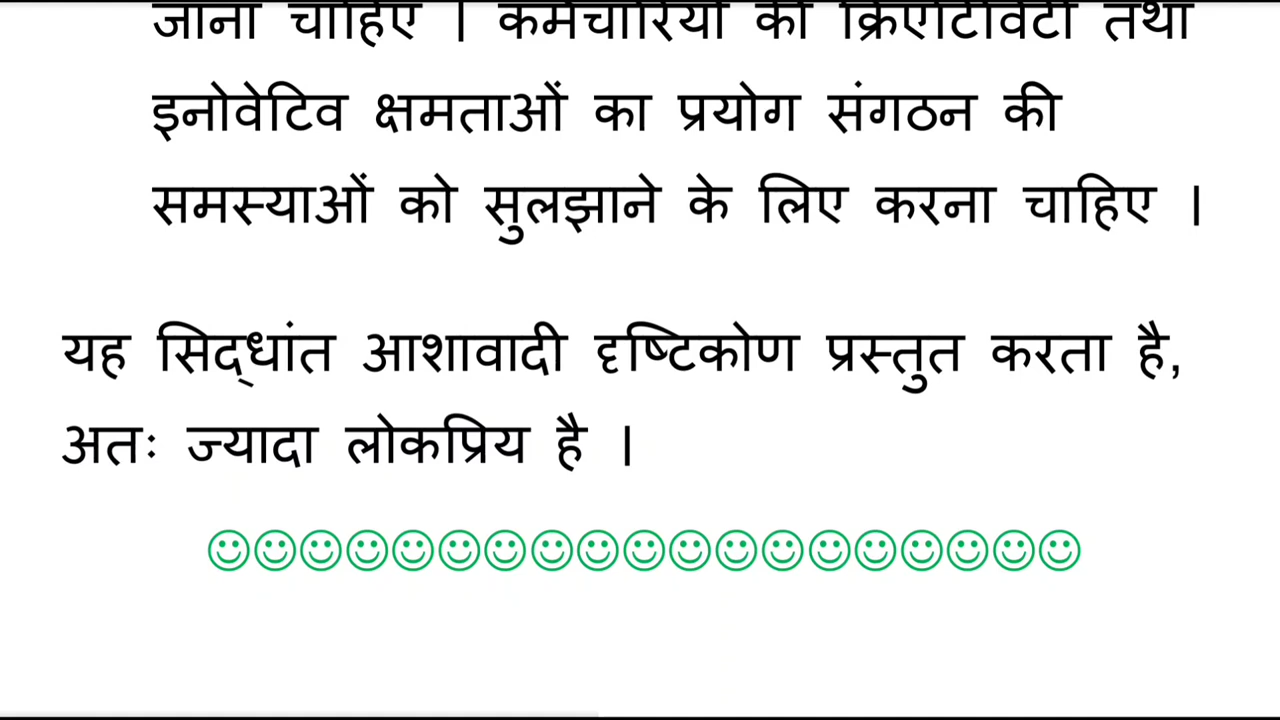 जाना चाहिए । कर्मचारियों की क्रिएटिविटी तथा
इनोवेटिव क्षमताओं का प्रयोग संगठन की
समस्याओं को सुलझाने के लिए करना चाहिए ।
यह सिद्धांत आशावादी दृष्टिकोण प्रस्तुत करता है,
अतः ज्यादा लोकप्रिय है ।